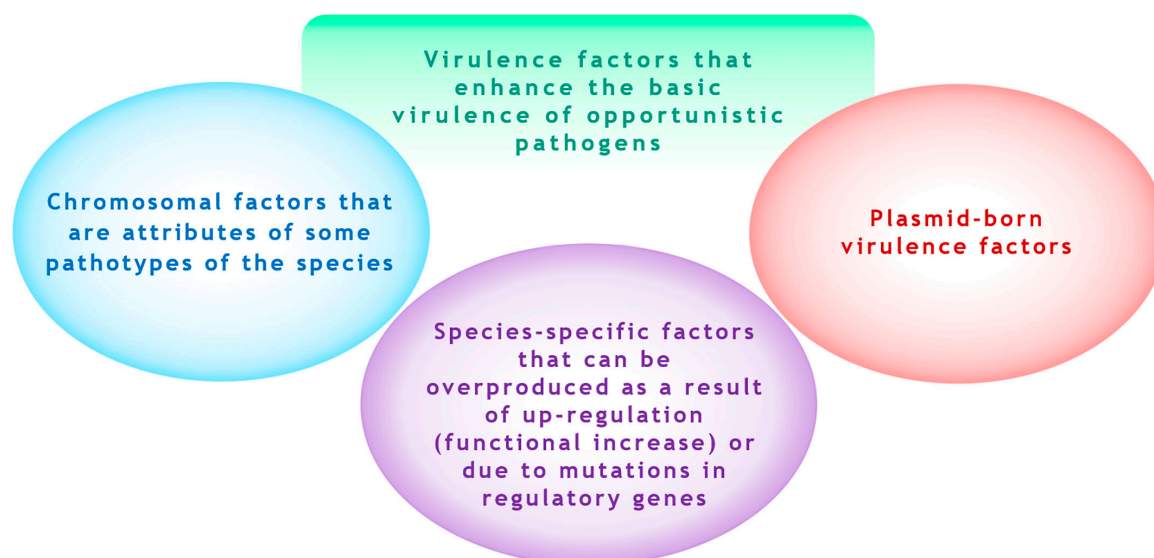 Virulence factors that
enhance the basic
virulence of opportunistic
pathogens
Chromosomal factors that
are attributes of some
pathotypes of the species
Plasmid-born
virulence factors
Species-specific factors
that can be
overproduced as a result
of up-regulation
(functional increase) or
due to mutations in
regulatory genes